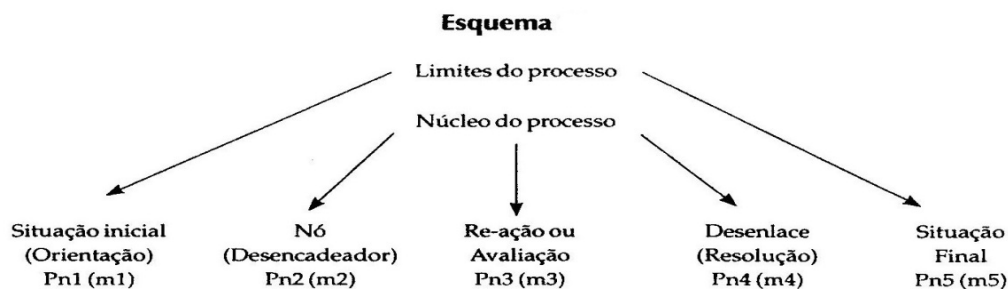 Esquema
Limites do processo
Núcleo do processo
Situação inicial
(Orientação)
Pn1 (m1)
N6
(Desencadeador)
Pn2 (m2)
Re-ação ou
Avaliação
Pn3 (m3)
Desenlace
(Resolução)
Pn4 (m4)
Situação
Final
Pn5 (m5)